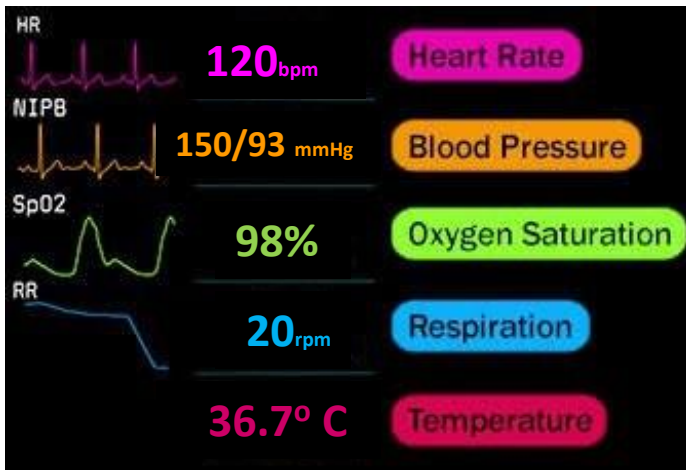 HR
120bpm
Heart Rate
NIPB
150/93 mmHg
Blood Pressure
SpO2
98%
Oxygen Saturation
RR
20rpm
Respiration
36.7º C
Temperature